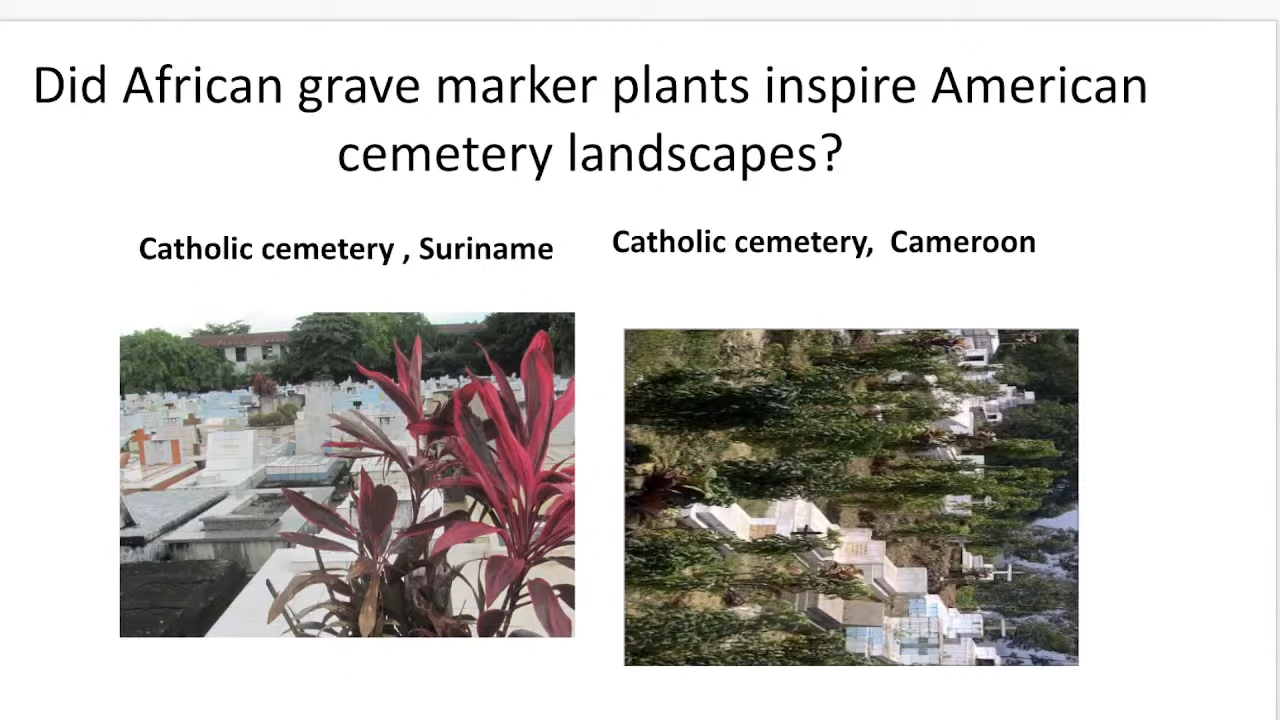 Did African grave marker plants inspire American
cemetery landscapes?
Catholic cemetery , Suriname
Catholic cemetery,  Cameroon